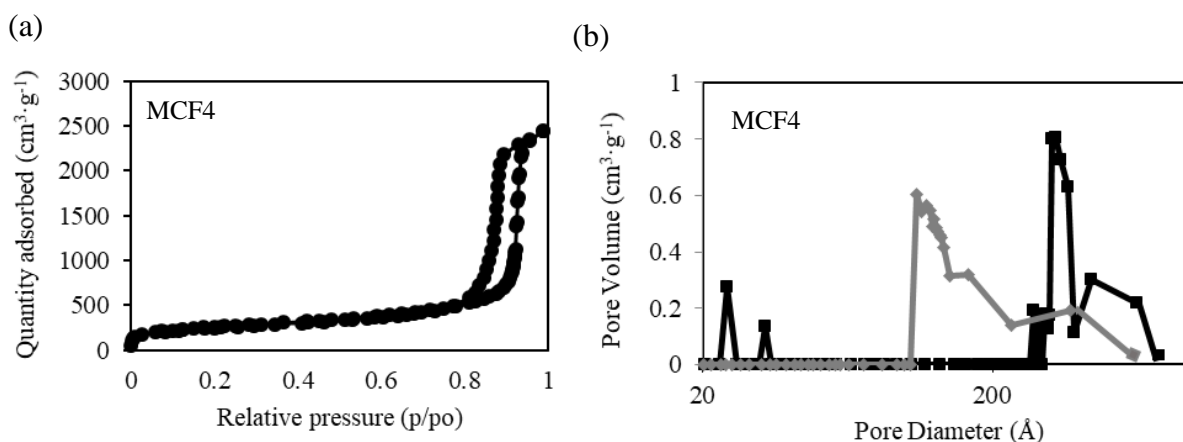 (a)
(b)
MCF4
Quantity adsorbed (cm³·g⁻¹)
3000
2500
2000
1500
1000
500
0
0
0.2
0.4
0.6
0.8
1
Relative pressure (p/po)
MCF4
Pore Volume (cm³·g⁻¹)
1
0.8
0.6
0.4
0.2
0
20
200
Pore Diameter (Å)